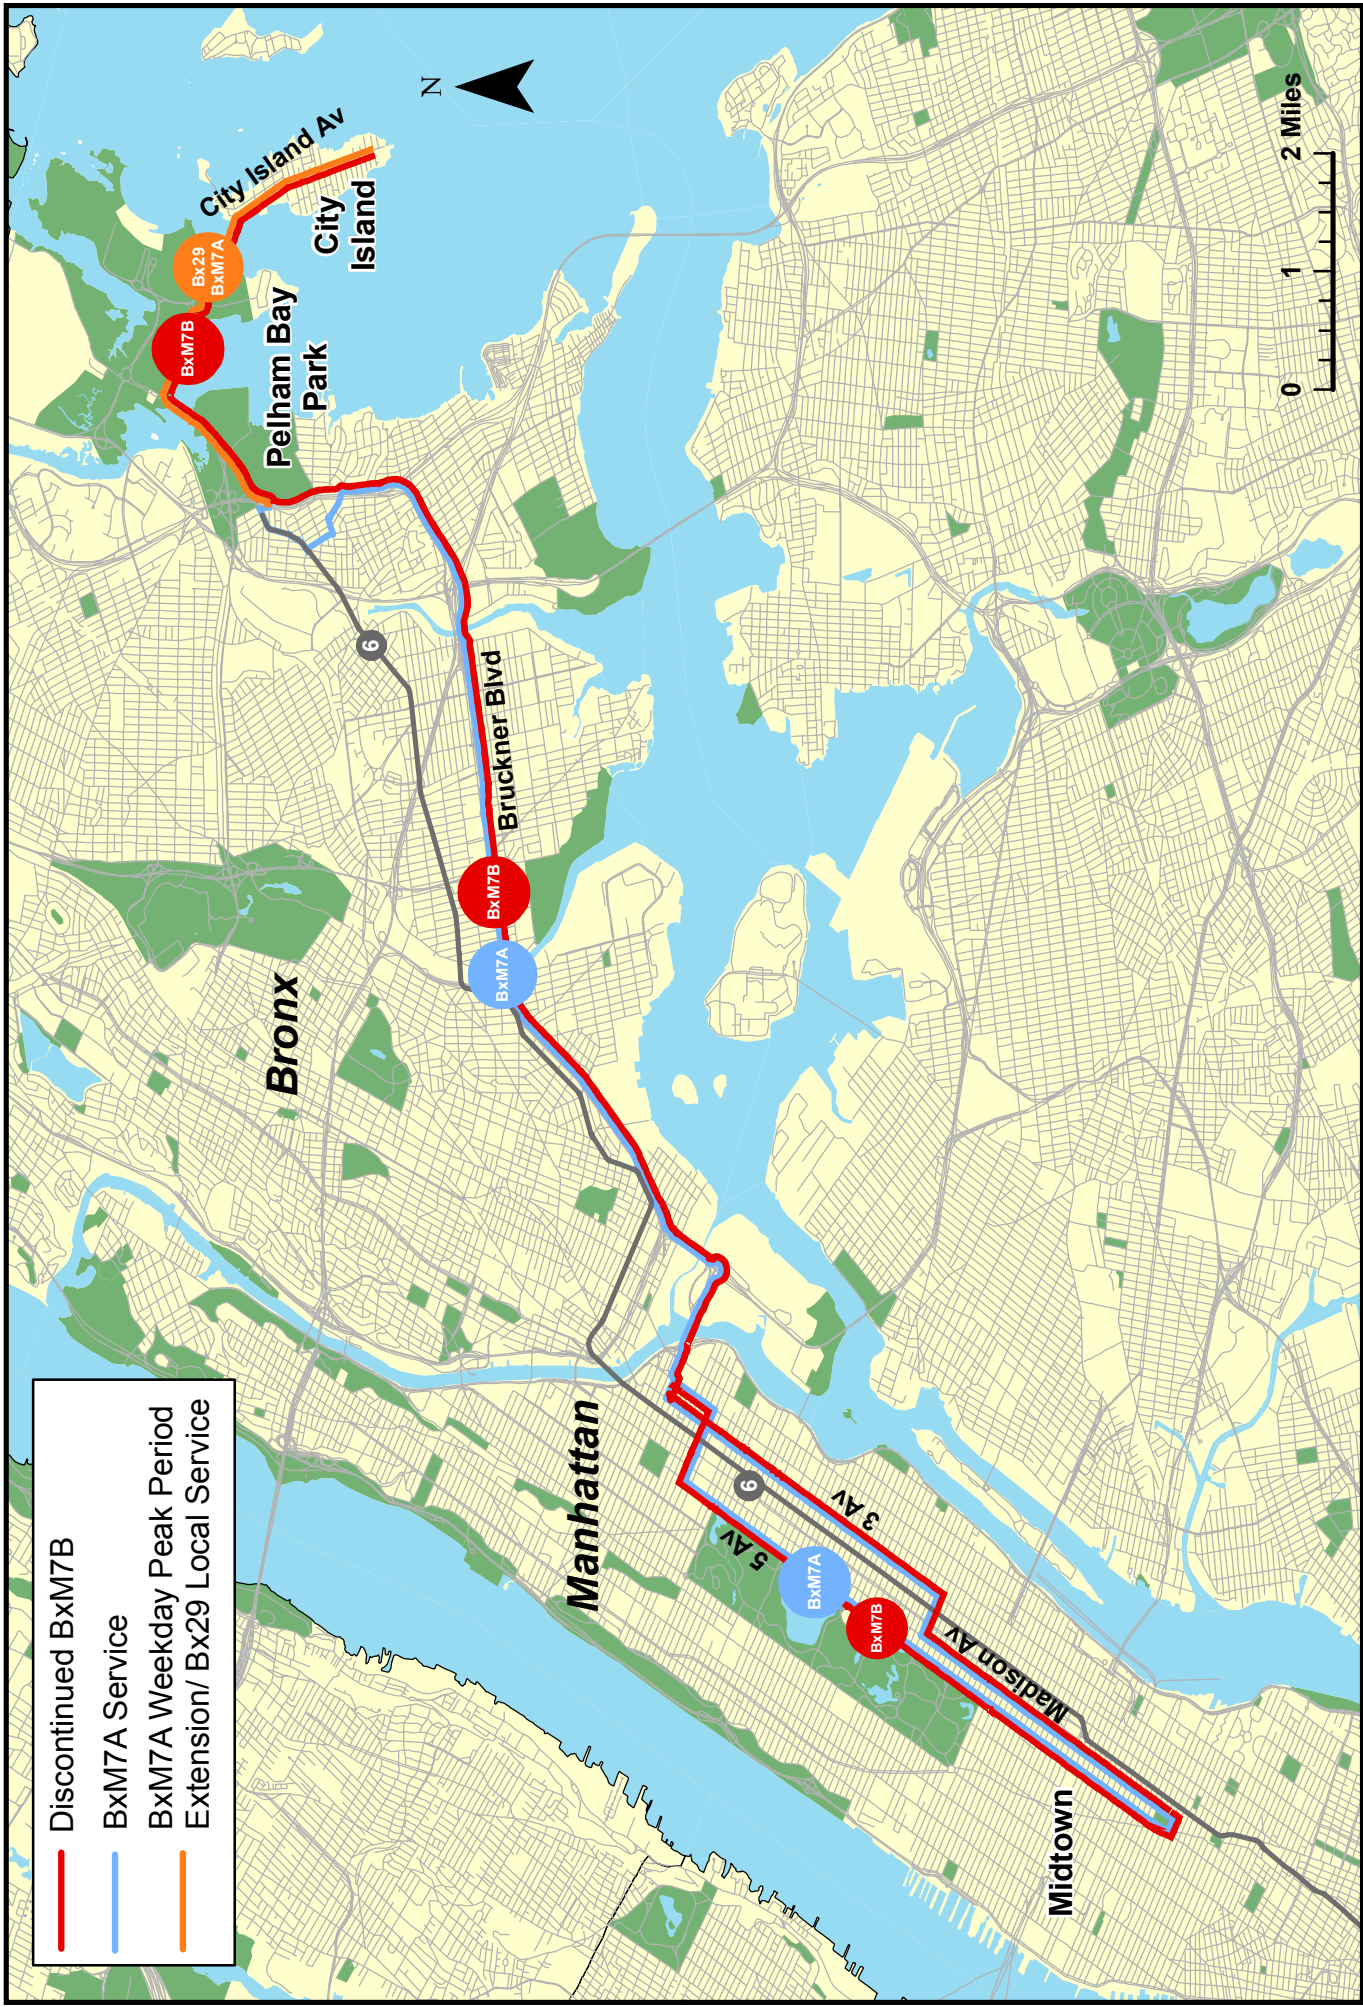 Discontinued BxM7B
BxM7A Service
BxM7A Weekday Peak Period
Extension/ Bx29 Local Service
N
City Island Av
City
Island
Bx29
BxM7A
BxM7B
Pelham Bay
Park
6
Bruckner Blvd
BxM7B
BxM7A
Bronx
Manhattan
6
3 Av
5 Av
BxM7A
BxM7B
Madison Av
Midtown
0 1 2 Miles